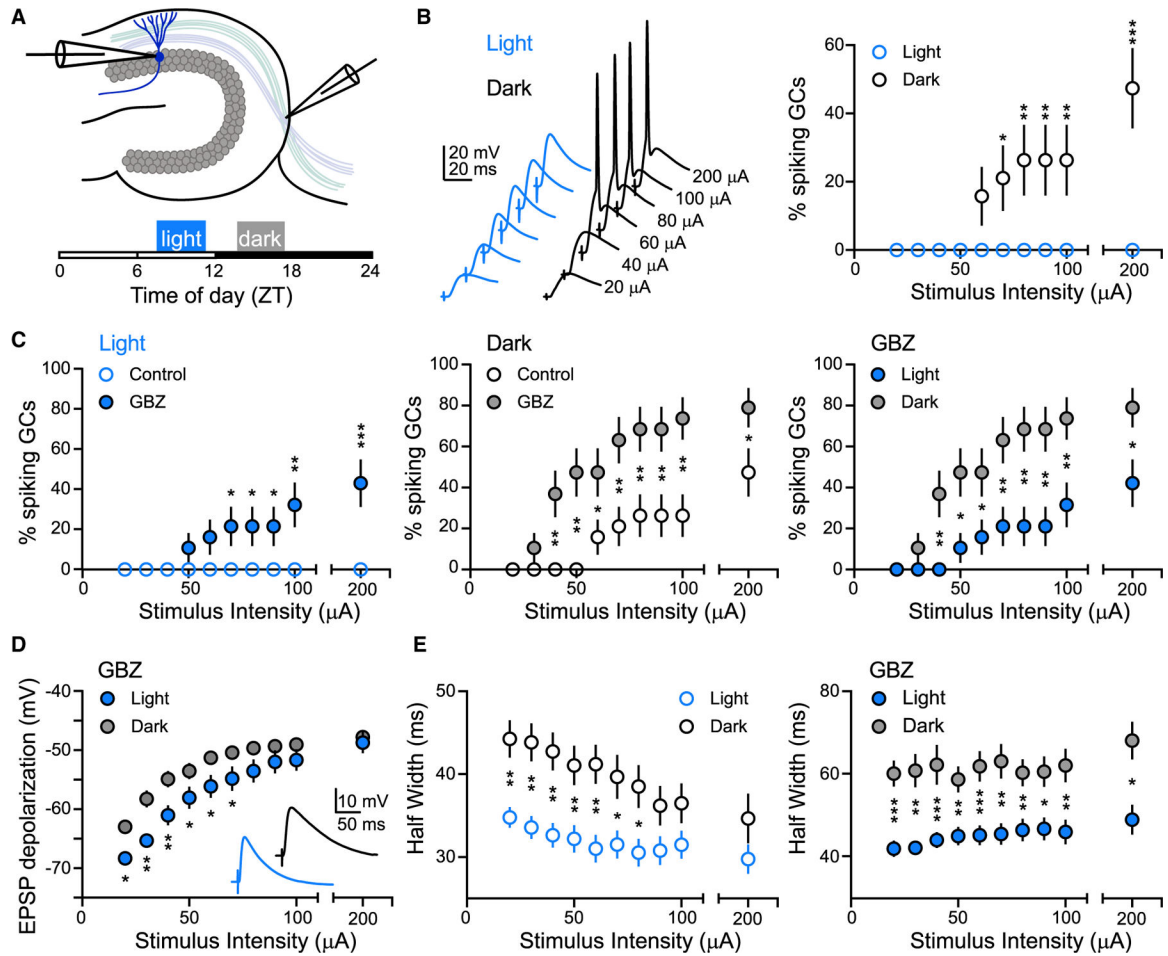 A
light
dark
0 6 12 18 24
Time of day (ZT)
B
Light
Dark
20 mV
20 ms
200 µA
100 µA
80 µA
60 µA
40 µA
20 µA
Light
Dark
***
**
**
**
*
100
80
60
40
20
0
% spiking GCs
0 50 100 200
Stimulus Intensity (µA)
C
Light
Control
GBZ
* * * ** ***
100
80
60
40
20
0
% spiking GCs
0 50 100 200
Stimulus Intensity (µA)
Dark
Control
GBZ
** ** * ** ** ** ** *
100
80
60
40
20
0
% spiking GCs
0 50 100 200
Stimulus Intensity (µA)
GBZ
Light
Dark
** * * ** ** ** ** *
100
80
60
40
20
0
% spiking GCs
0 50 100 200
Stimulus Intensity (µA)
D
GBZ
Light
Dark
-40
-50
-60
-70
EPSP depolarization (mV)
* ** ** * * *
10 mV
50 ms
0 50 100 200
Stimulus Intensity (µA)
E
Light
Dark
50
40
30
Half Width (ms)
** ** ** ** ** * *
0 50 100 200
Stimulus Intensity (µA)
GBZ
Light
Dark
80
60
40
Half Width (ms)
*** *** *** ** *** ** ** * *** *
0 50 100 200
Stimulus Intensity (µA)